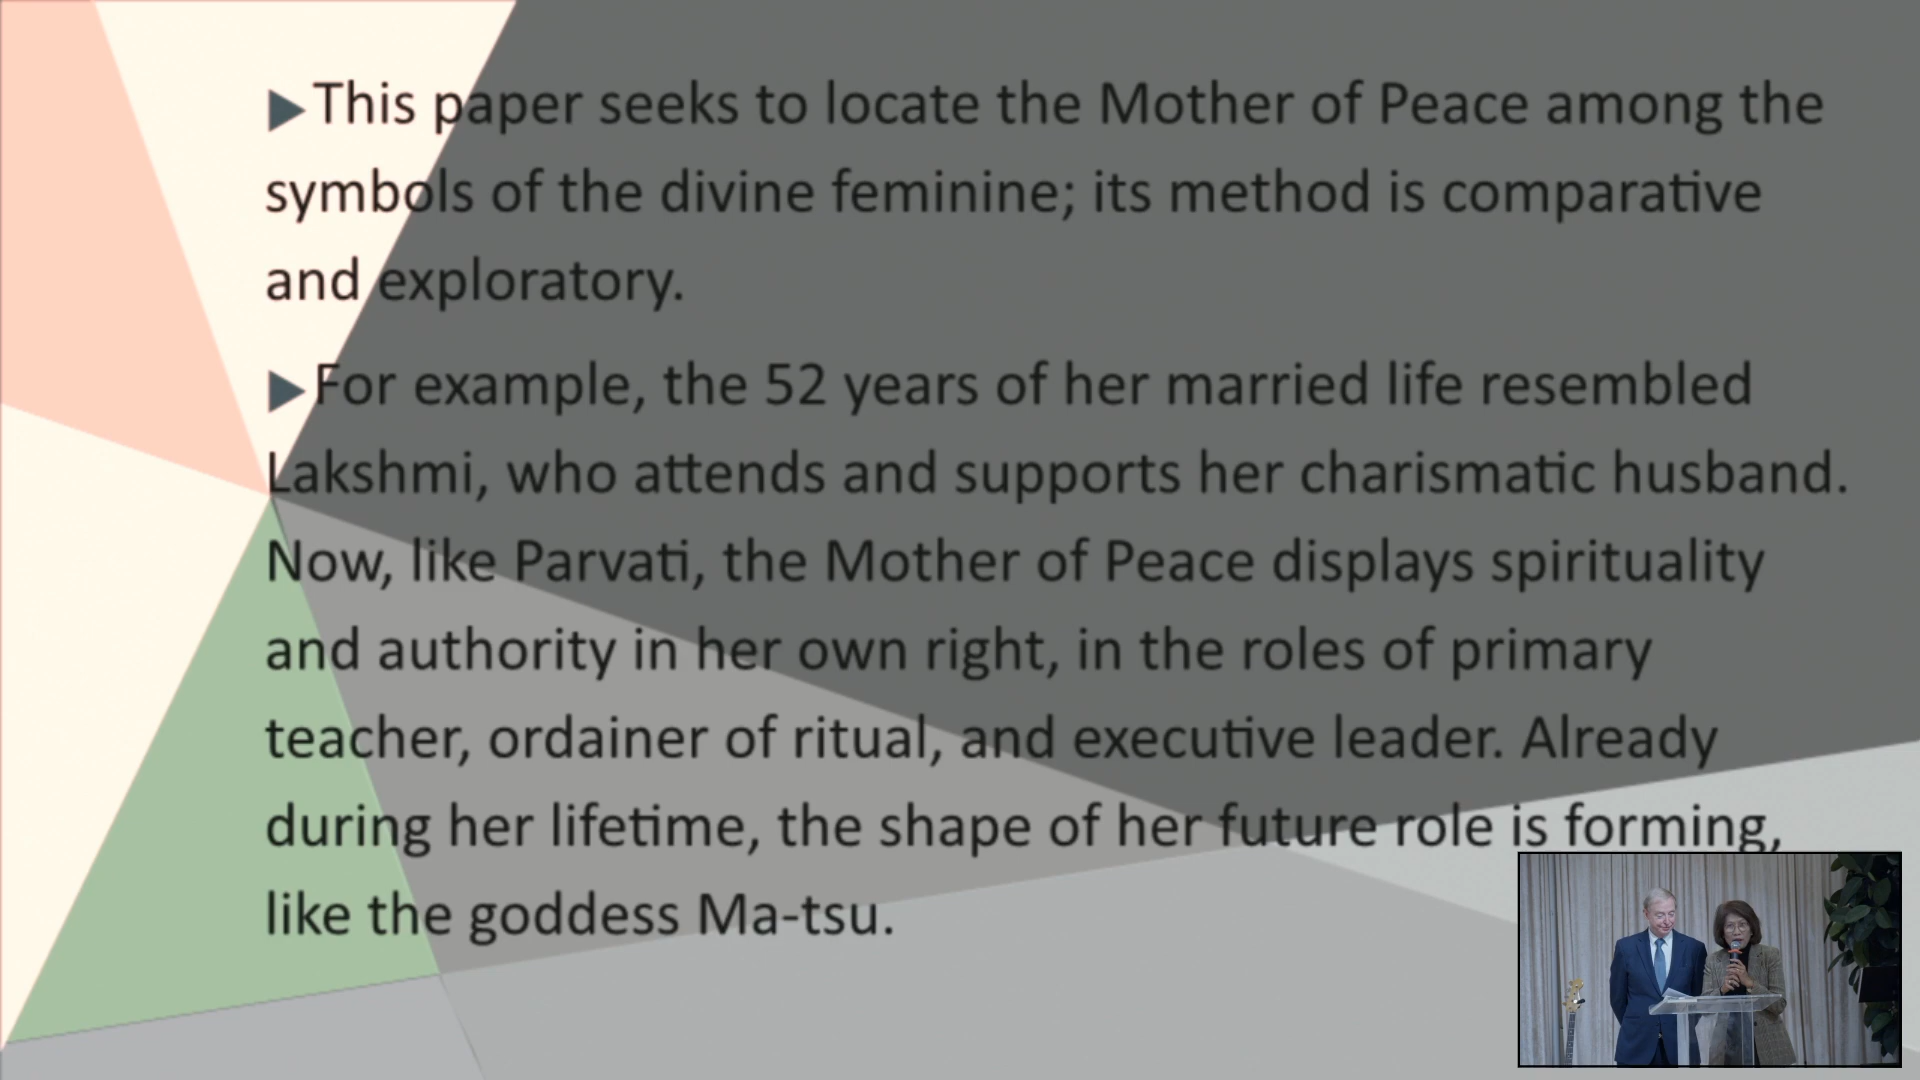 This paper seeks to locate the Mother of Peace among the
symbols of the divine feminine; its method is comparative
and exploratory.
For example, the 52 years of her married life resembled
Lakshmi, who attends and supports her charismatic husband.
Now, like Parvati, the Mother of Peace displays spirituality
and authority in her own right, in the roles of primary
teacher, ordainer of ritual, and executive leader. Already
during her lifetime, the shape of her future role is forming,
like the goddess Ma-tsu.